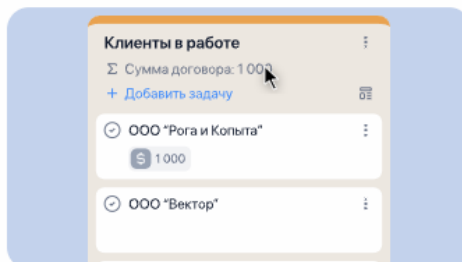 Клиенты в работе
Σ Сумма договора: 1 000
+ Добавить задачу
ООО "Рога и Копыта"
$ 1 000
ООО "Вектор"